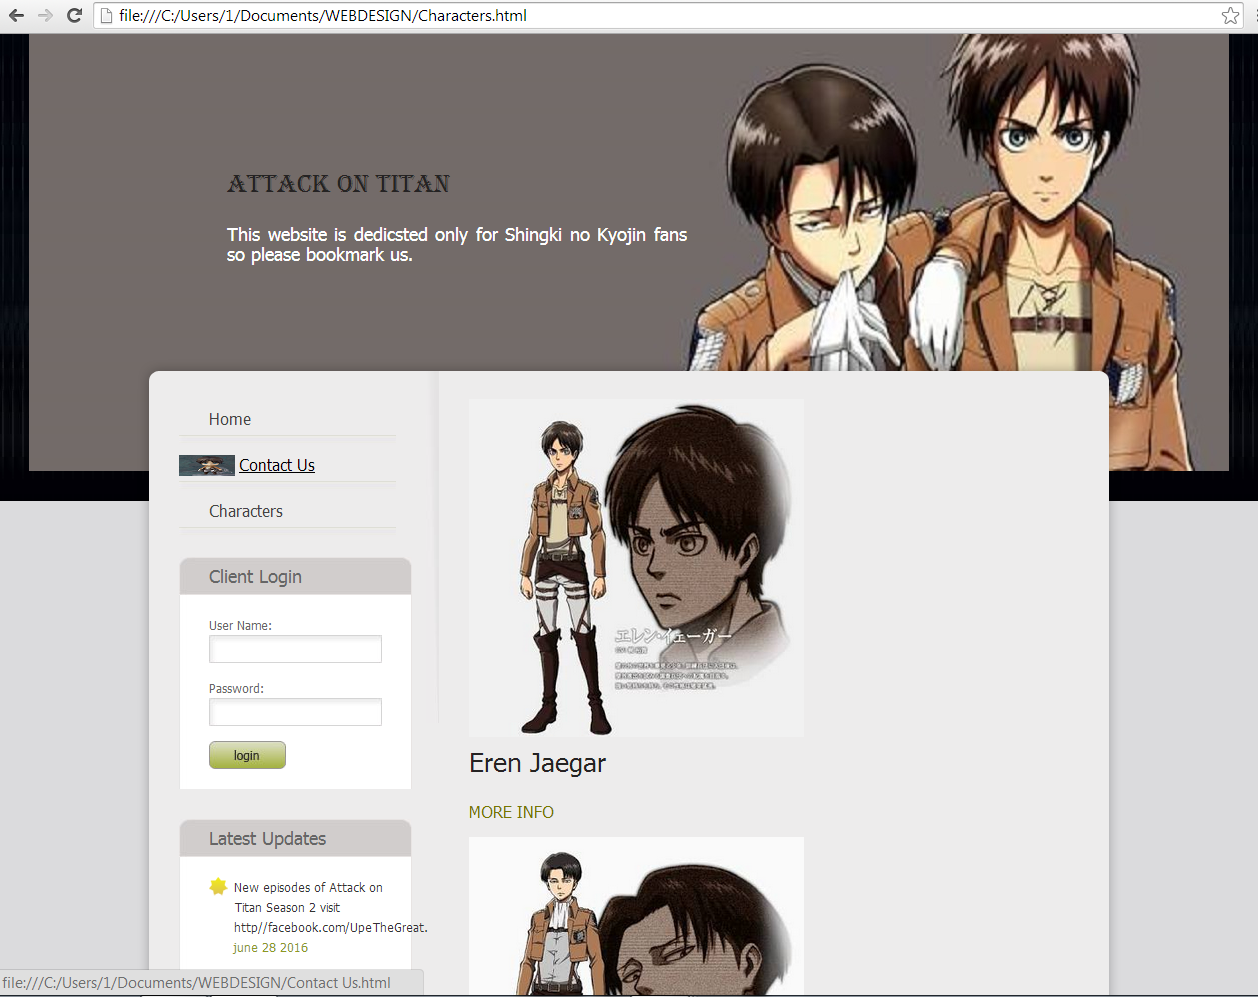 file:///C:/Users/1/Documents/WEBDESIGN/Characters.html
ATTACK ON TITAN
This website is dedicsted only for Shingki no Kyojin fans
so please bookmark us.
Home
Contact Us
Characters
Client Login
User Name:
Password:
login
Latest Updates
New episodes of Attack on
Titan Season 2 visit
http//facebook.com/UpeTheGreat.
june 28 2016
エレン・イェーガー
Eren Jaegar
MORE INFO
file:///C:/Users/1/Documents/WEBDESIGN/Contact Us.html